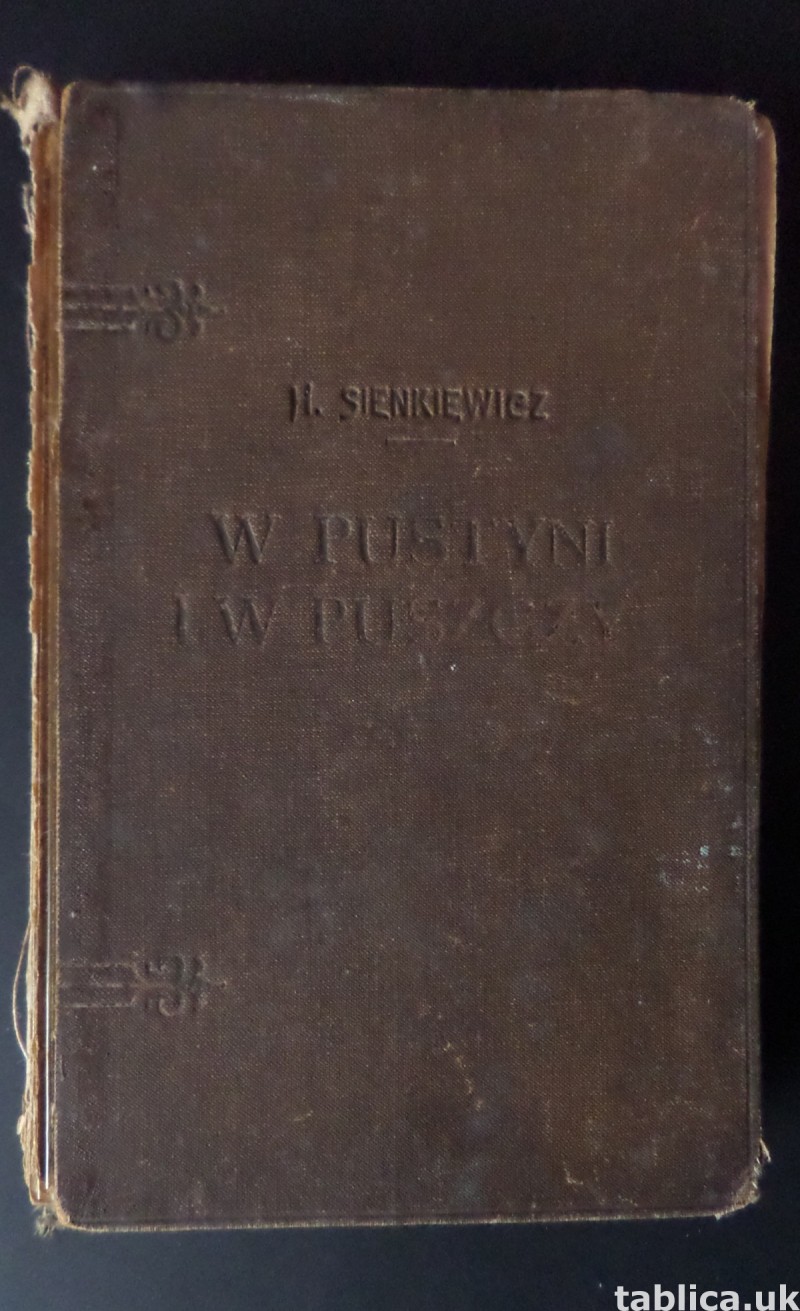 H. SIENKIEWICZ
W PUSTYNI
I W PUSZCZY
tablica.uk